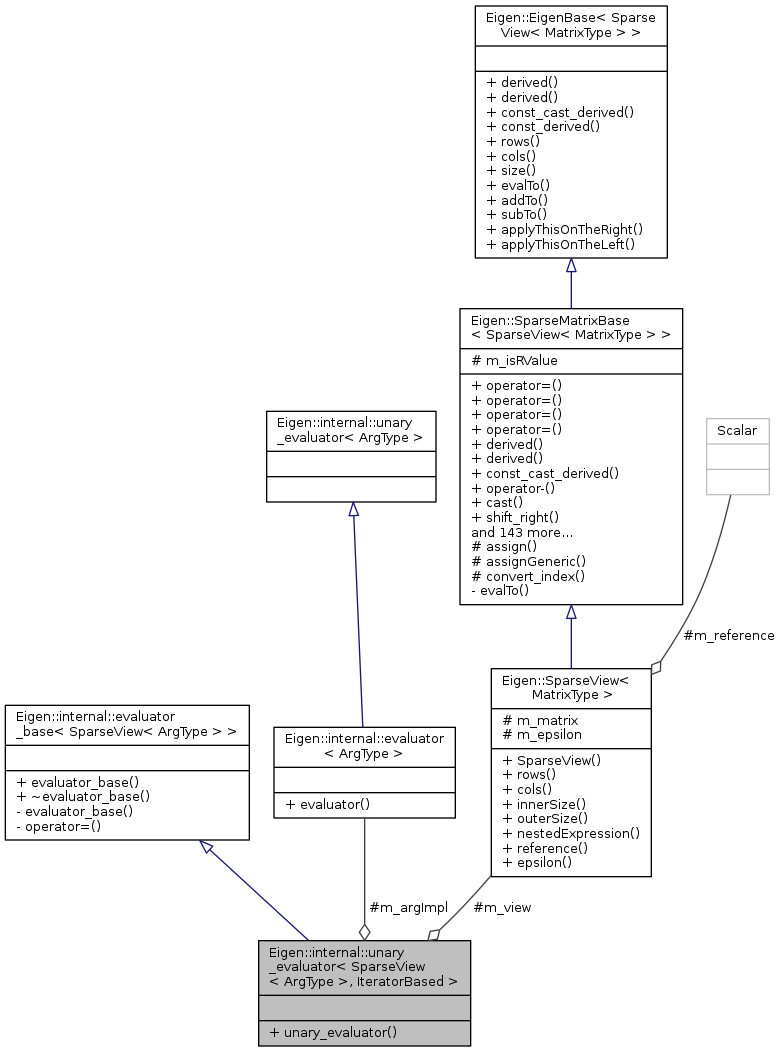 Eigen::EigenBase< Sparse
View< MatrixType > >
+ derived()
+ derived()
+ const_cast_derived()
+ const_derived()
+ rows()
+ cols()
+ size()
+ evalTo()
+ addTo()
+ subTo()
+ applyThisOnTheRight()
+ applyThisOnTheLeft()
Eigen::SparseMatrixBase
< SparseView< MatrixType > >
# m_isRValue
+ operator=()
+ operator=()
+ operator=()
+ operator=()
+ derived()
+ derived()
+ const_cast_derived()
+ operator-()
+ cast()
+ shift_right()
and 143 more...
# assign()
# assignGeneric()
# convert_index()
- evalTo()
Eigen::internal::unary
_evaluator< ArgType >
Scalar
#m_reference
Eigen::SparseView<
MatrixType >
# m_matrix
# m_epsilon
+ SparseView()
+ rows()
+ cols()
+ innerSize()
+ outerSize()
+ nestedExpression()
+ reference()
+ epsilon()
Eigen::internal::evaluator
_base< SparseView< ArgType > >
+ evaluator_base()
+ ~evaluator_base()
- evaluator_base()
- operator=()
Eigen::internal::evaluator
< ArgType >
+ evaluator()
#m_argImpl
#m_view
Eigen::internal::unary
_evaluator< SparseView
< ArgType >, IteratorBased >
+ unary_evaluator()